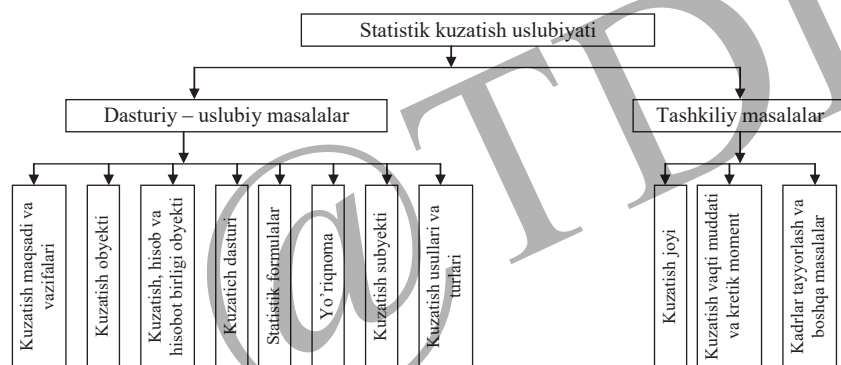 Statistik kuzatish uslubiyati
Dasturiy – uslubiy masalalar
Tashkiliy masalalar
Kuzatish maqsadi va
vazifalari
Kuzatish obyekti
Kuzatish, hisob va
hisobot birligi obyekti
Kuzatich dasturi
Statistik formulalar
Yo’riqnoma
Kuzatish subyekti
Kuzatish usullari va
turlari
Kuzatish joyi
Kuzatish vaqti muddati
va kretik moment
Kadrlar tayyorlash va
boshqa masalalar